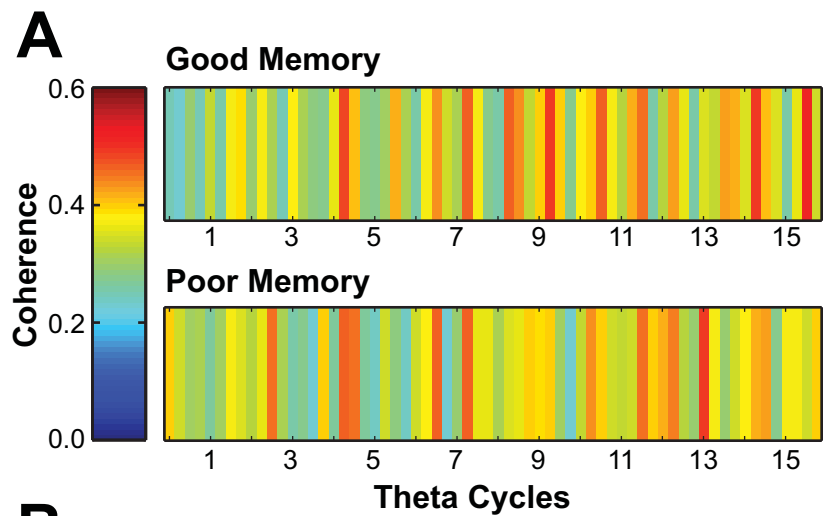 A
Good Memory
0.6
0.4
0.2
0.0
Coherence
1 3 5 7 9 11 13 15
Poor Memory
1 3 5 7 9 11 13 15
Theta Cycles